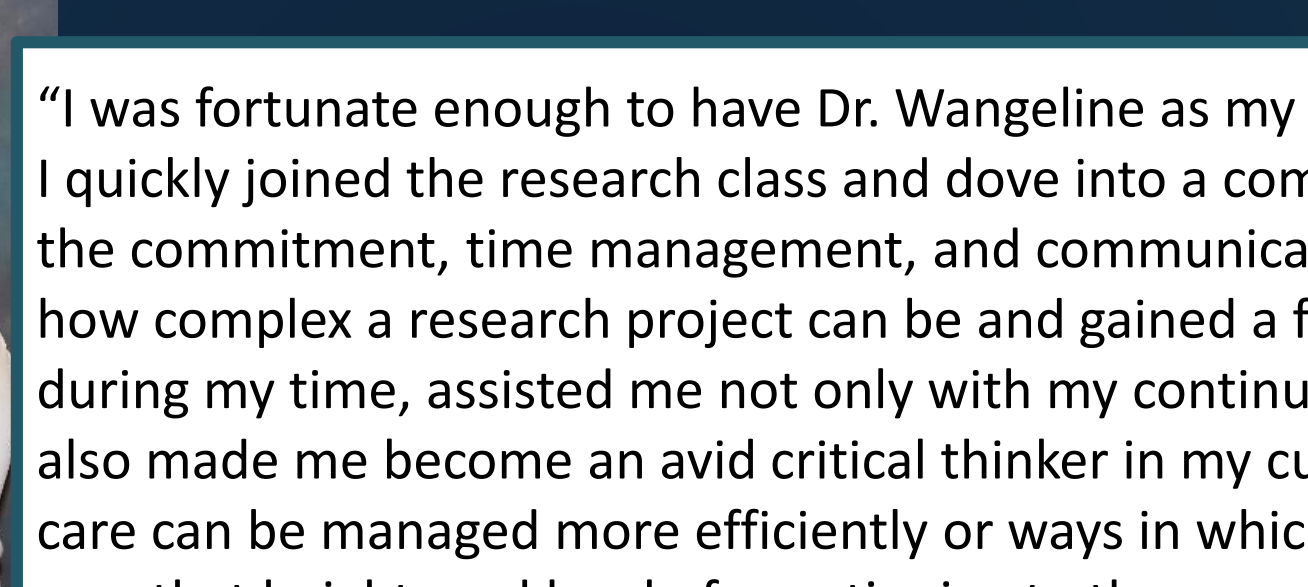 “I was fortunate enough to have Dr. Wangeline as my
I quickly joined the research class and dove into a com
the commitment, time management, and communica
how complex a research project can be and gained a f
during my time, assisted me not only with my continu
also made me become an avid critical thinker in my cu
care can be managed more efficiently or ways in whic